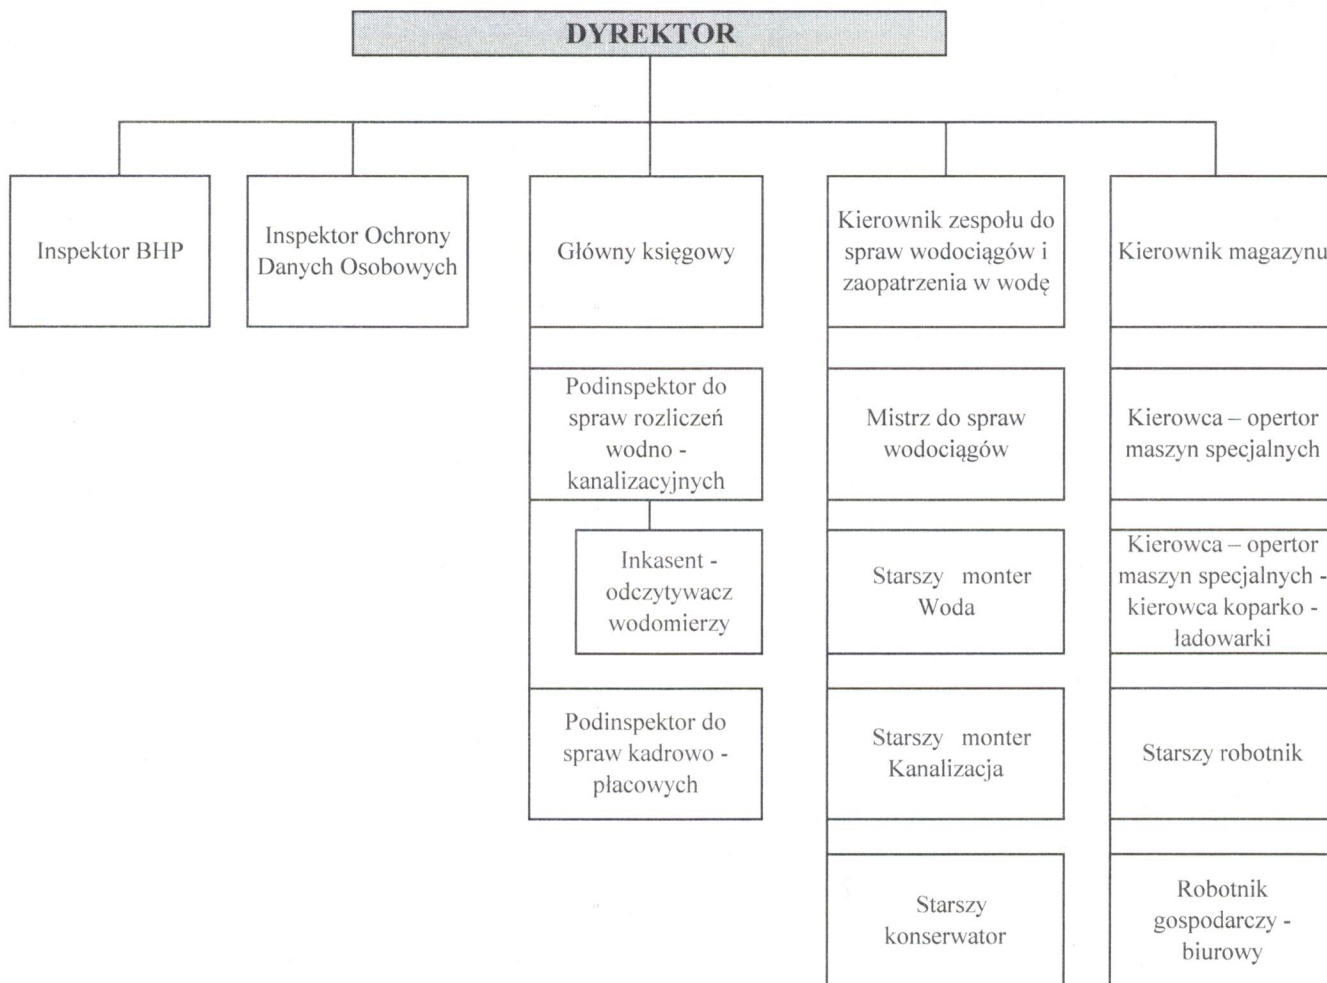 DYREKTOR
Inspektor BHP
Inspektor Ochrony
Danych Osobowych
Główny księgowy
Kierownik zespołu do
spraw wodociągów i
zaopatrzenia w wodę
Kierownik magazynu
Podinspektor do
spraw rozliczeń
wodno -
kanalizacyjnych
Mistrz do spraw
wodociągów
Kierowca – opertor
maszyn specjalnych
Inkasent -
odczytywacz
wodomierzy
Starszy monter
Woda
Kierowca – opertor
maszyn specjalnych -
kierowca koparko -
ładowarki
Podinspektor do
spraw kadrowo -
płacowych
Starszy monter
Kanalizacja
Starszy robotnik
Starszy
konserwator
Robotnik
gospodarczy -
biurowy